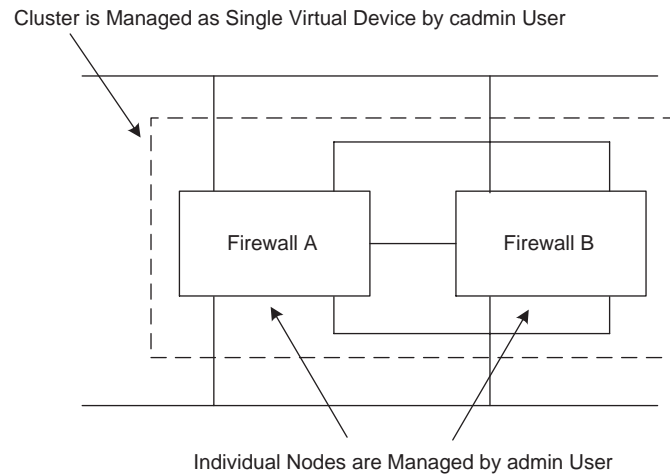 Cluster is Managed as Single Virtual Device by cadmin User
Firewall A
Firewall B
Individual Nodes are Managed by admin User